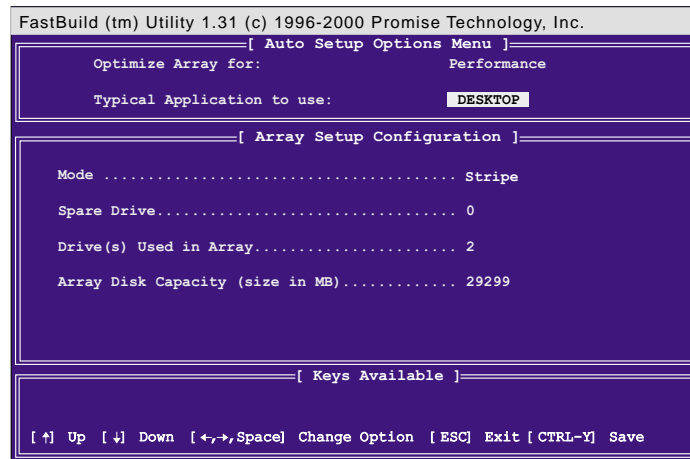 FastBuild (tm) Utility 1.31 (c) 1996-2000 Promise Technology, Inc.
[ Auto Setup Options Menu ]
Optimize Array for: Performance
Typical Application to use: DESKTOP
[ Array Setup Configuration ]
Mode ....................................... Stripe
Spare Drive................................. 0
Drive(s) Used in Array...................... 2
Array Disk Capacity (size in MB)............. 29299
[ Keys Available ]
[↑] Up [↓] Down [←,→,Space] Change Option [ESC] Exit [CTRL-Y] Save